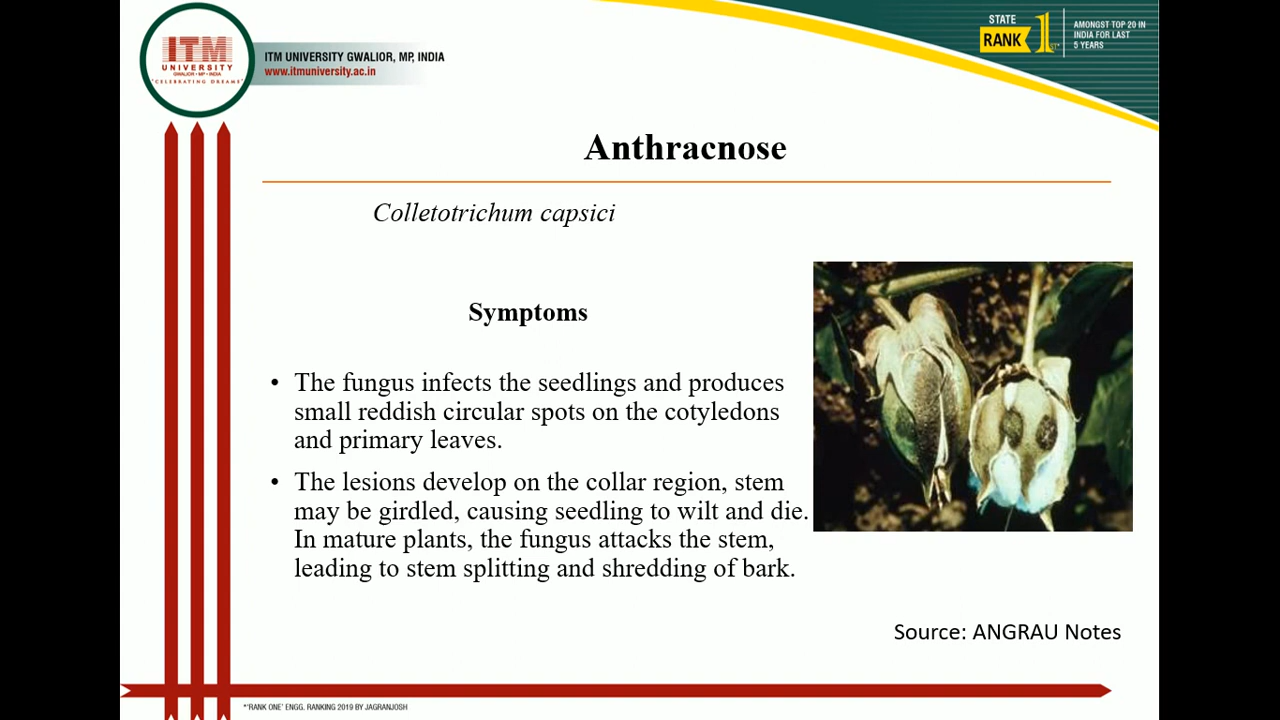 ITM
UNIVERSITY
GWALIOR • MP • INDIA
"CELEBRATING DREAMS"
ITM UNIVERSITY GWALIOR, MP, INDIA
www.itmuniversity.ac.in
STATE
RANK 1ST*
AMONGST TOP 20 IN
INDIA FOR LAST
5 YEARS
Anthracnose
Colletotrichum capsici
Symptoms
• The fungus infects the seedlings and produces
small reddish circular spots on the cotyledons
and primary leaves.
• The lesions develop on the collar region, stem
may be girdled, causing seedling to wilt and die.
In mature plants, the fungus attacks the stem,
leading to stem splitting and shredding of bark.
Source: ANGRAU Notes
*'RANK ONE' ENGG. RANKING 2019 BY JAGRANJOSH